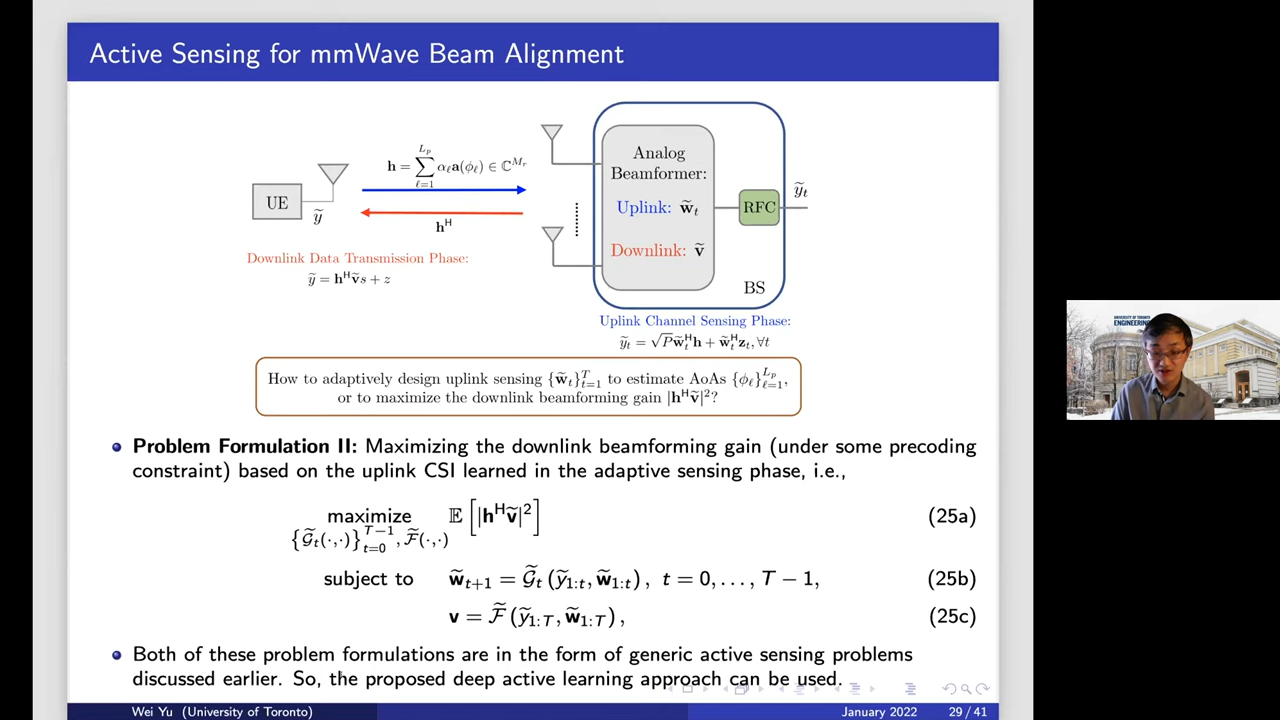 Active Sensing for mmWave Beam Alignment
h = ∑_{ℓ=1}^{L_p} α_ℓ a(ϕ_ℓ) ∈ ℂ^{M_r}
UE
ỹ
h^H
Downlink Data Transmission Phase:
ỹ = h^H ṽs + z
Analog
Beamformer:
Uplink: w̃_t
Downlink: ṽ
RFC
ỹ_t
BS
Uplink Channel Sensing Phase:
ỹ_t = √P w̃_t^H h + w̃_t^H z_t, ∀t
How to adaptively design uplink sensing {w̃_t}_{t=1}^T to estimate AoAs {ϕ_ℓ}_{ℓ=1}^{L_p},
or to maximize the downlink beamforming gain |h^H ṽ|²?
• Problem Formulation II: Maximizing the downlink beamforming gain (under some precoding
constraint) based on the uplink CSI learned in the adaptive sensing phase, i.e.,
maximize_{{G̃_t(·,·)}_{t=0}^{T−1}, F̃(·,·)} 𝔼[|h^H ṽ|²] (25a)
subject to w̃_{t+1} = G̃_t (ỹ_{1:t}, w̃_{1:t}), t = 0, . . . , T − 1, (25b)
v = F̃ (ỹ_{1:T}, w̃_{1:T}), (25c)
• Both of these problem formulations are in the form of generic active sensing problems
discussed earlier. So, the proposed deep active learning approach can be used.
Wei Yu (University of Toronto) January 2022 29 / 41
UNIVERSITY OF TORONTO
ENGINEERING